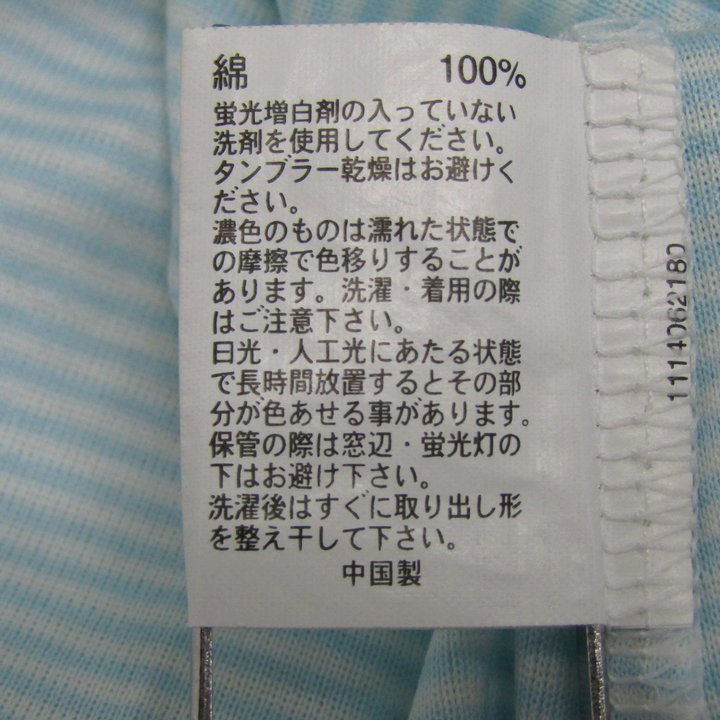 綿 100%
蛍光増白剤の入っていない
洗剤を使用してください。
タンブラー乾燥はお避けく
ださい。
濃色のものは濡れた状態で
の摩擦で色移りすることが
あります。洗濯・着用の際
はご注意下さい。
日光・人工光にあたる状態
で長時間放置するとその部
分が色あせる事があります。
保管の際は窓辺・蛍光灯の
下はお避け下さい。
洗濯後はすぐに取り出し形
を整え干して下さい。
中国製
1114062180